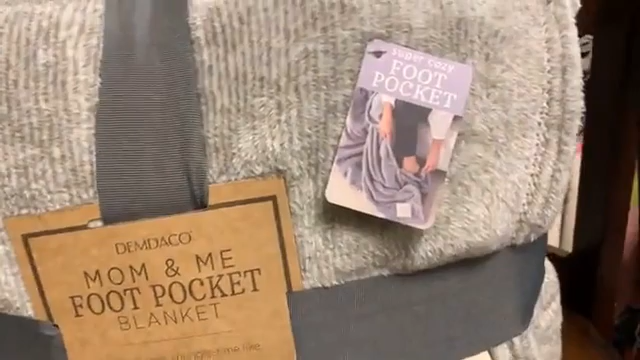 super cozy
FOOT
POCKET
DEMDACO
MOM & ME
FOOT POCKET
BLANKET